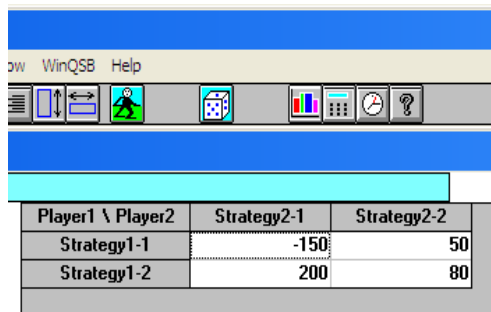 ow WinQSB Help
Player1 \ Player2 Strategy2-1 Strategy2-2
Strategy1-1 -150 50
Strategy1-2 200 80